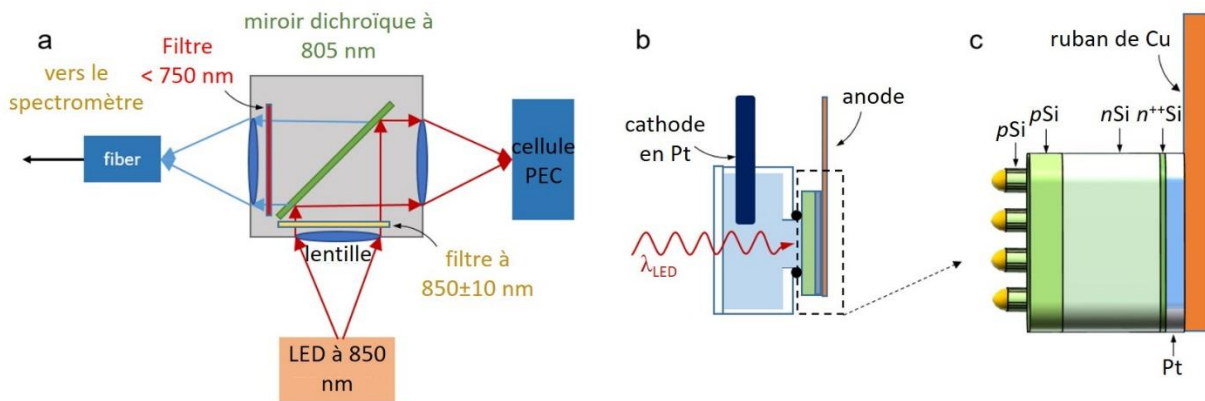 a
miroir dichroïque à
805 nm
Filtre
< 750 nm
vers le
spectromètre
fiber
cellule
PEC
lentille
filtre à
850±10 nm
LED à 850
nm
b
cathode
en Pt
anode
λLED
c
ruban de Cu
pSi
pSi
nSi
n++Si
Pt